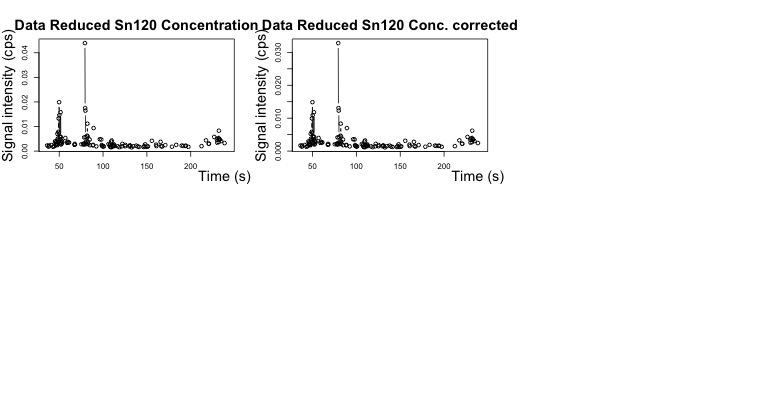 Data Reduced Sn120 Concentration
Signal intensity (cps)
0.00 0.01 0.02 0.03 0.04
50 100 150 200
Time (s)
Data Reduced Sn120 Conc. corrected
Signal intensity (cps)
0.000 0.010 0.020 0.030
50 100 150 200
Time (s)